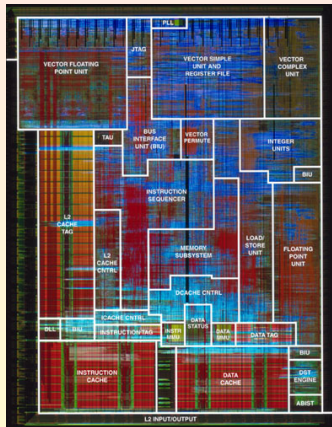 PLL
JTAG
VECTOR FLOATING
POINT UNIT
VECTOR SIMPLE
UNIT AND
REGISTER FILE
VECTOR
COMPLEX
UNIT
TAU
BUS
INTERFACE
UNIT (BIU)
VECTOR
PERMUTE
INTEGER
UNITS
BIU
INSTRUCTION
SEQUENCER
L2
CACHE
TAG
MEMORY
SUBSYSTEM
LOAD/
STORE
UNIT
FLOATING
POINT
UNIT
L2
CACHE
CNTRL
DCACHE CNTRL
ICACHE CNTRL
DATA
STATUS
DLL
BIU
INSTRUCTION TAG
INSTR
MMU
DATA
MMU
DATA TAG
BIU
INSTRUCTION
CACHE
DATA
CACHE
DST
ENGINE
ABIST
L2 INPUT/OUTPUT